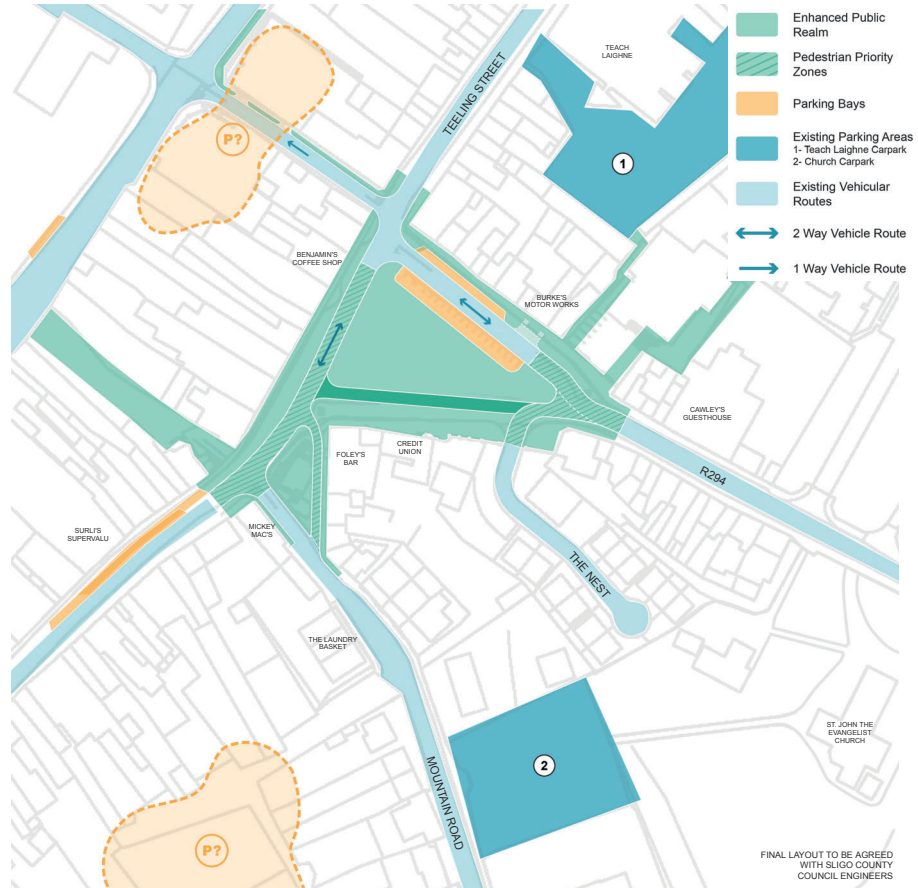 Enhanced Public
Realm
Pedestrian Priority
Zones
Parking Bays
Existing Parking Areas
1- Teach Laighne Carpark
2- Church Carpark
Existing Vehicular
Routes
2 Way Vehicle Route
1 Way Vehicle Route
TEACH
LAIGHNE
TEELING STREET
P?
1
BENJAMIN'S
COFFEE SHOP
BURKE'S
MOTOR WORKS
CAWLEY'S
GUESTHOUSE
CREDIT
UNION
FOLEY'S
BAR
R294
MICKEY
MAC'S
SURLI'S
SUPERVALU
THE NEST
THE LAUNDRY
BASKET
ST. JOHN THE
EVANGELIST
CHURCH
2
MOUNTAIN ROAD
P?
FINAL LAYOUT TO BE AGREED
WITH SLIGO COUNTY
COUNCIL ENGINEERS